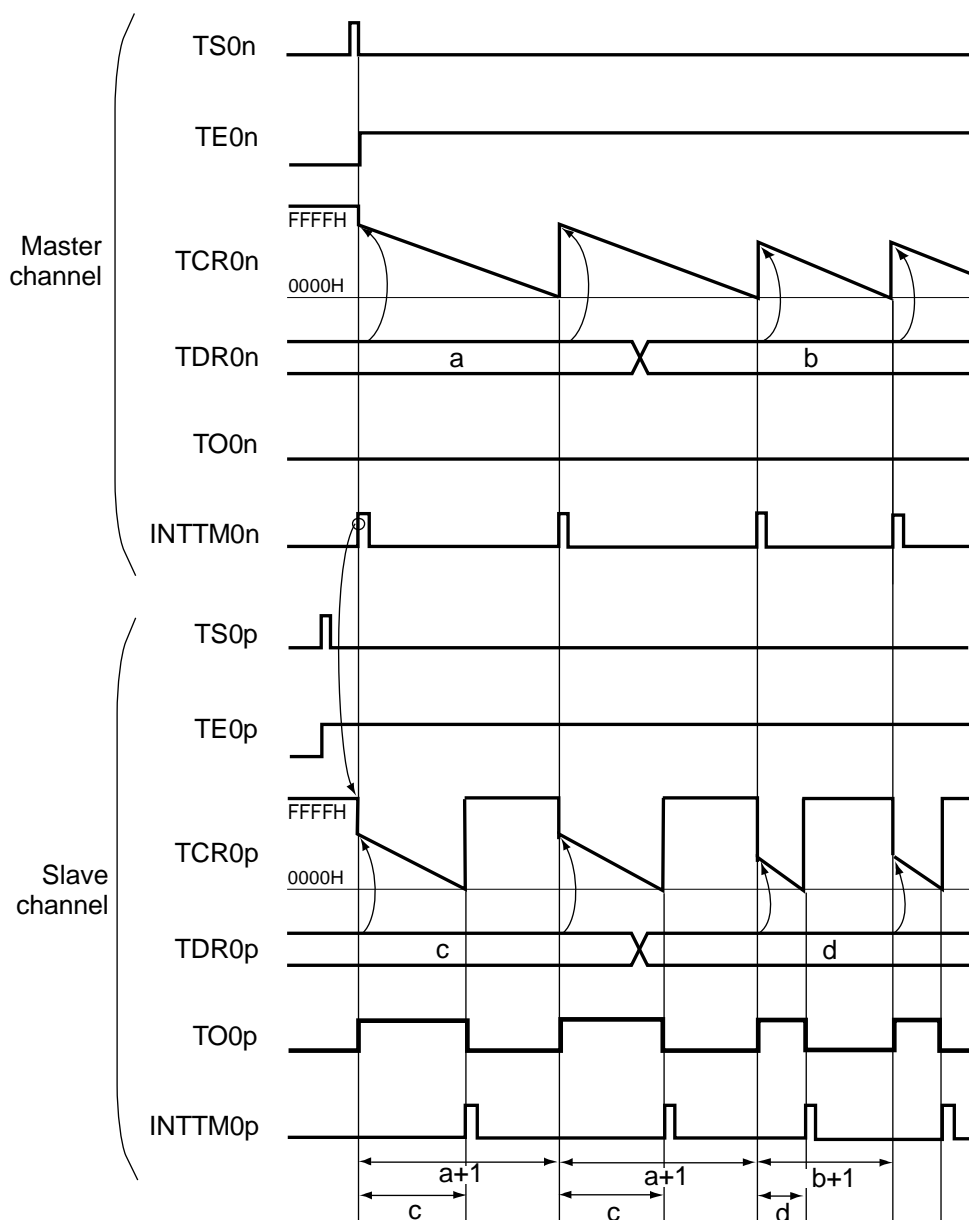 TS0n
TE0n
FFFFH
Master
channel
TCR0n
0000H
TDR0n
a
b
TO0n
INTTM0n
TS0p
TE0p
FFFFH
TCR0p
Slave
channel
0000H
TDR0p
c
d
TO0p
INTTM0p
a+1
a+1
b+1
c
c
d